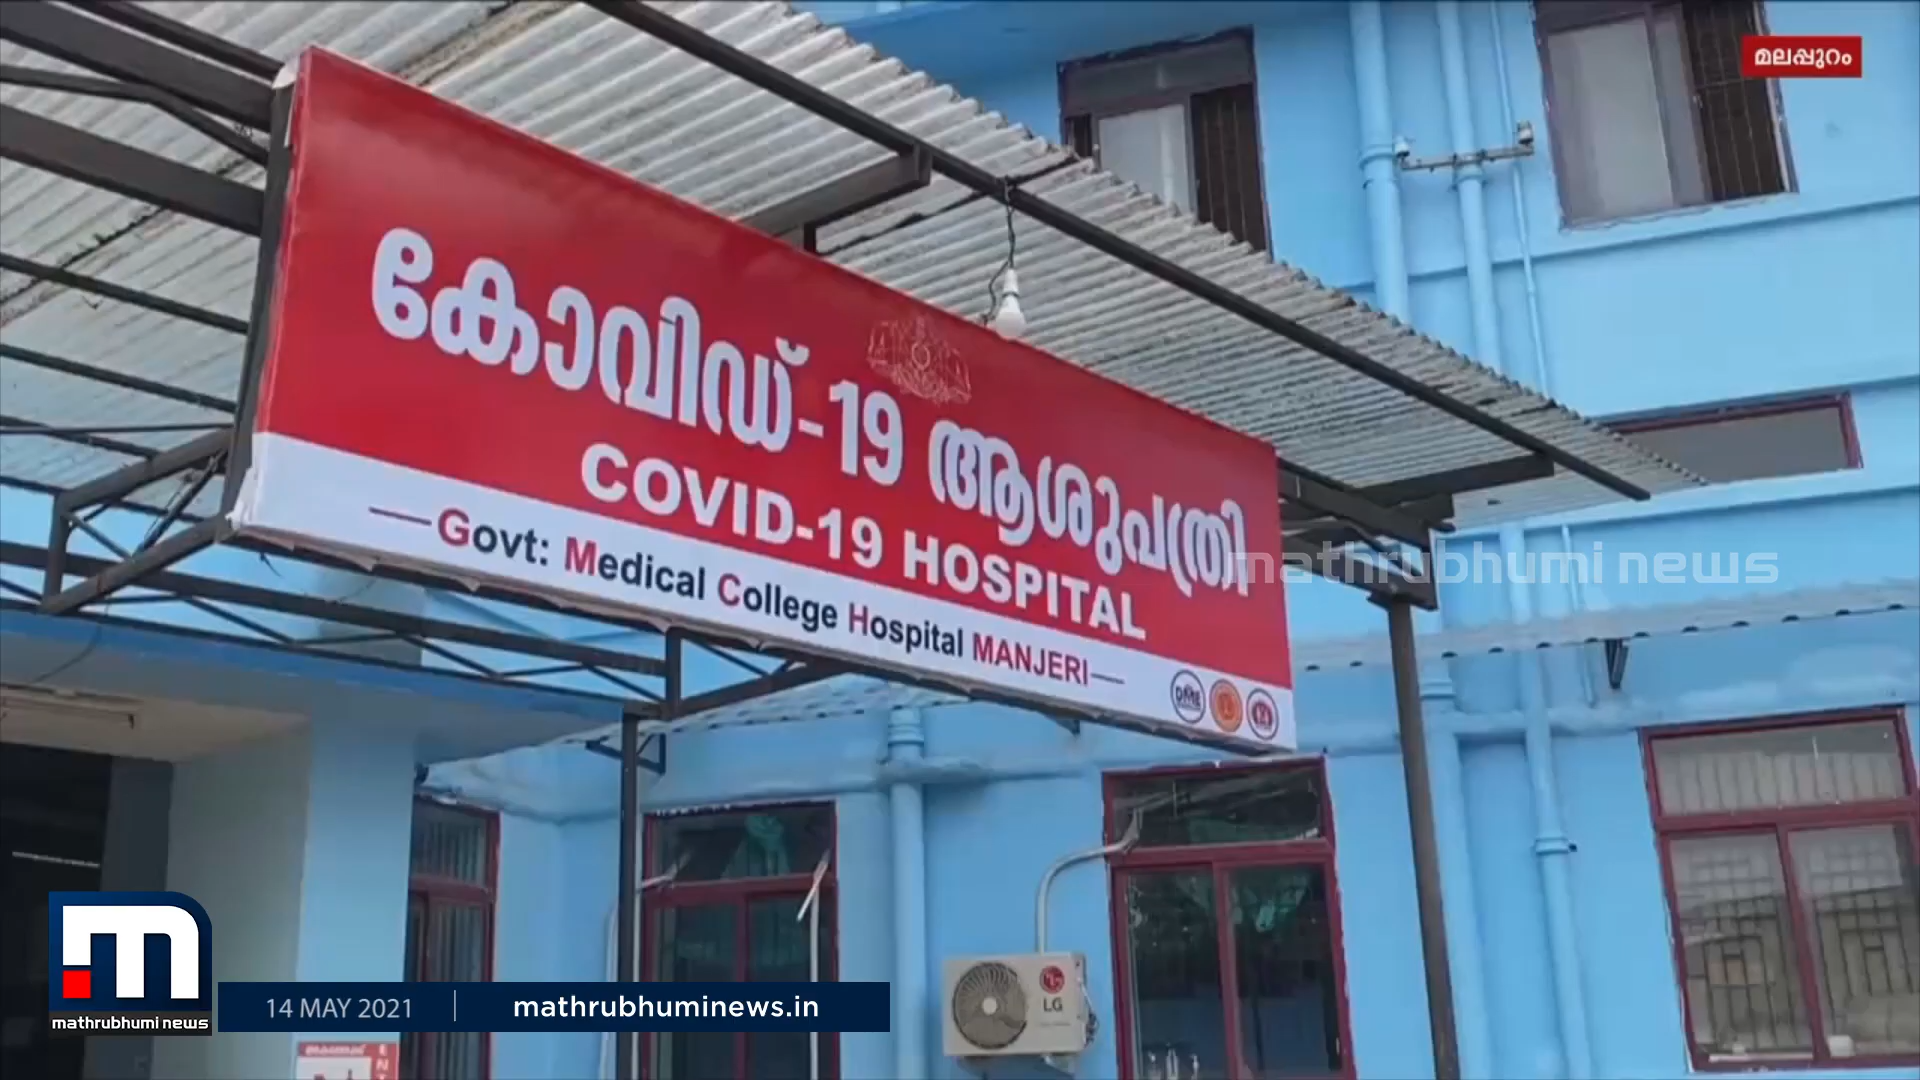 മലപ്പുറം
കോവിഡ്-19 ആശുപത്രി
COVID-19 HOSPITAL
Govt: Medical College Hospital MANJERI
DME
mathrubhumi news
LG
mathrubhumi news
14 MAY 2021
mathrubhuminews.in